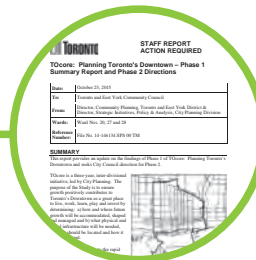 TORONTO
STAFF REPORT
ACTION REQUIRED
TOcore: Planning Toronto's Downtown – Phase 1
Summary Report and Phase 2 Directions
Date: October 23, 2015
To: Toronto and East York Community Council
From: Director, Community Planning, Toronto and East York District &
Director, Strategic Initiatives, Policy & Analysis, City Planning Division
Wards: Ward Nos. 20, 27 and 28
Reference
Number:
SUMMARY
This report provides an update on the findings of Phase 1 of TOcore: Planning Toronto's
Downtown and seeks City Council direction for Phase 2.
TOcore is a three-year, inter-divisional
initiative, led by City Planning. The
purpose of the Study is to ensure
growth positively contributes to
Toronto's Downtown as a great place
to live, work, learn, play and invest by
determining: a) how and where future
growth will be accommodated, shaped
and managed and b) what physical and
infrastructure will be needed,
should be located and how it
the rapid